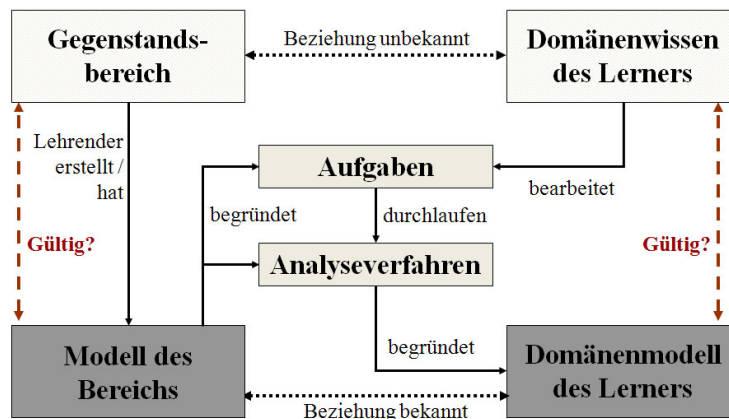 Gegenstands-
bereich
Beziehung unbekannt
Domänenwissen
des Lerners
Lehrender
erstellt /
hat
Aufgaben
bearbeitet
begründet
durchlaufen
Gültig?
Gültig?
Analyseverfahren
Modell des
Bereichs
begründet
Domänenmodell
des Lerners
Beziehung bekannt